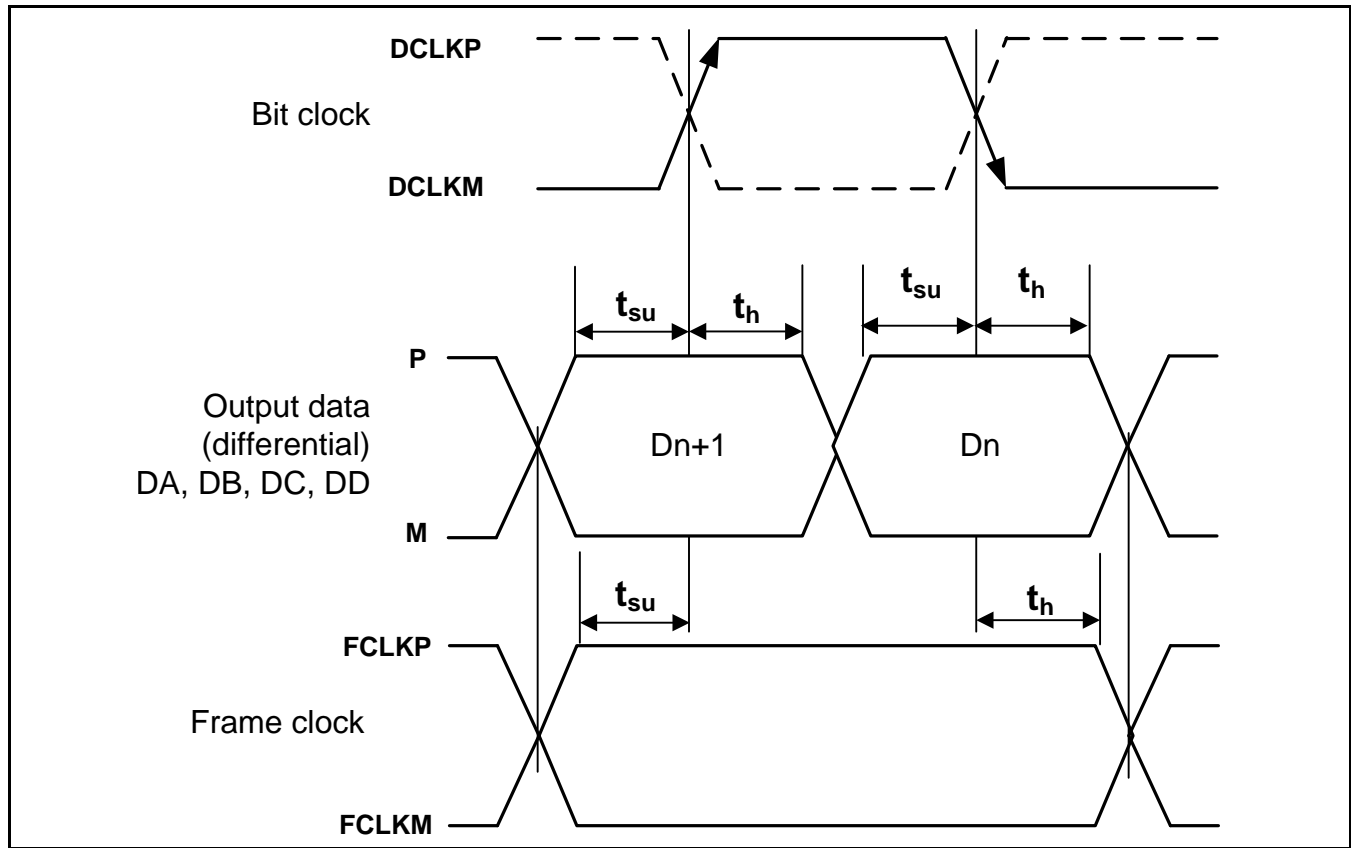 DCLKP
Bit clock
DCLKM
tsu th tsu th
P
Output data
(differential)
DA, DB, DC, DD
Dn+1 Dn
M
tsu th
FCLKP
Frame clock
FCLKM